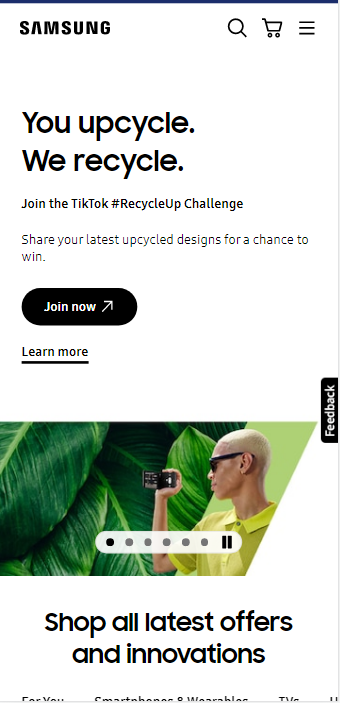 SAMSUNG
You upcycle.
We recycle.
Join the TikTok #RecycleUp Challenge
Share your latest upcycled designs for a chance to
win.
Join now
Learn more
Feedback
Shop all latest offers
and innovations
For You Smartphones & Wearables TVs